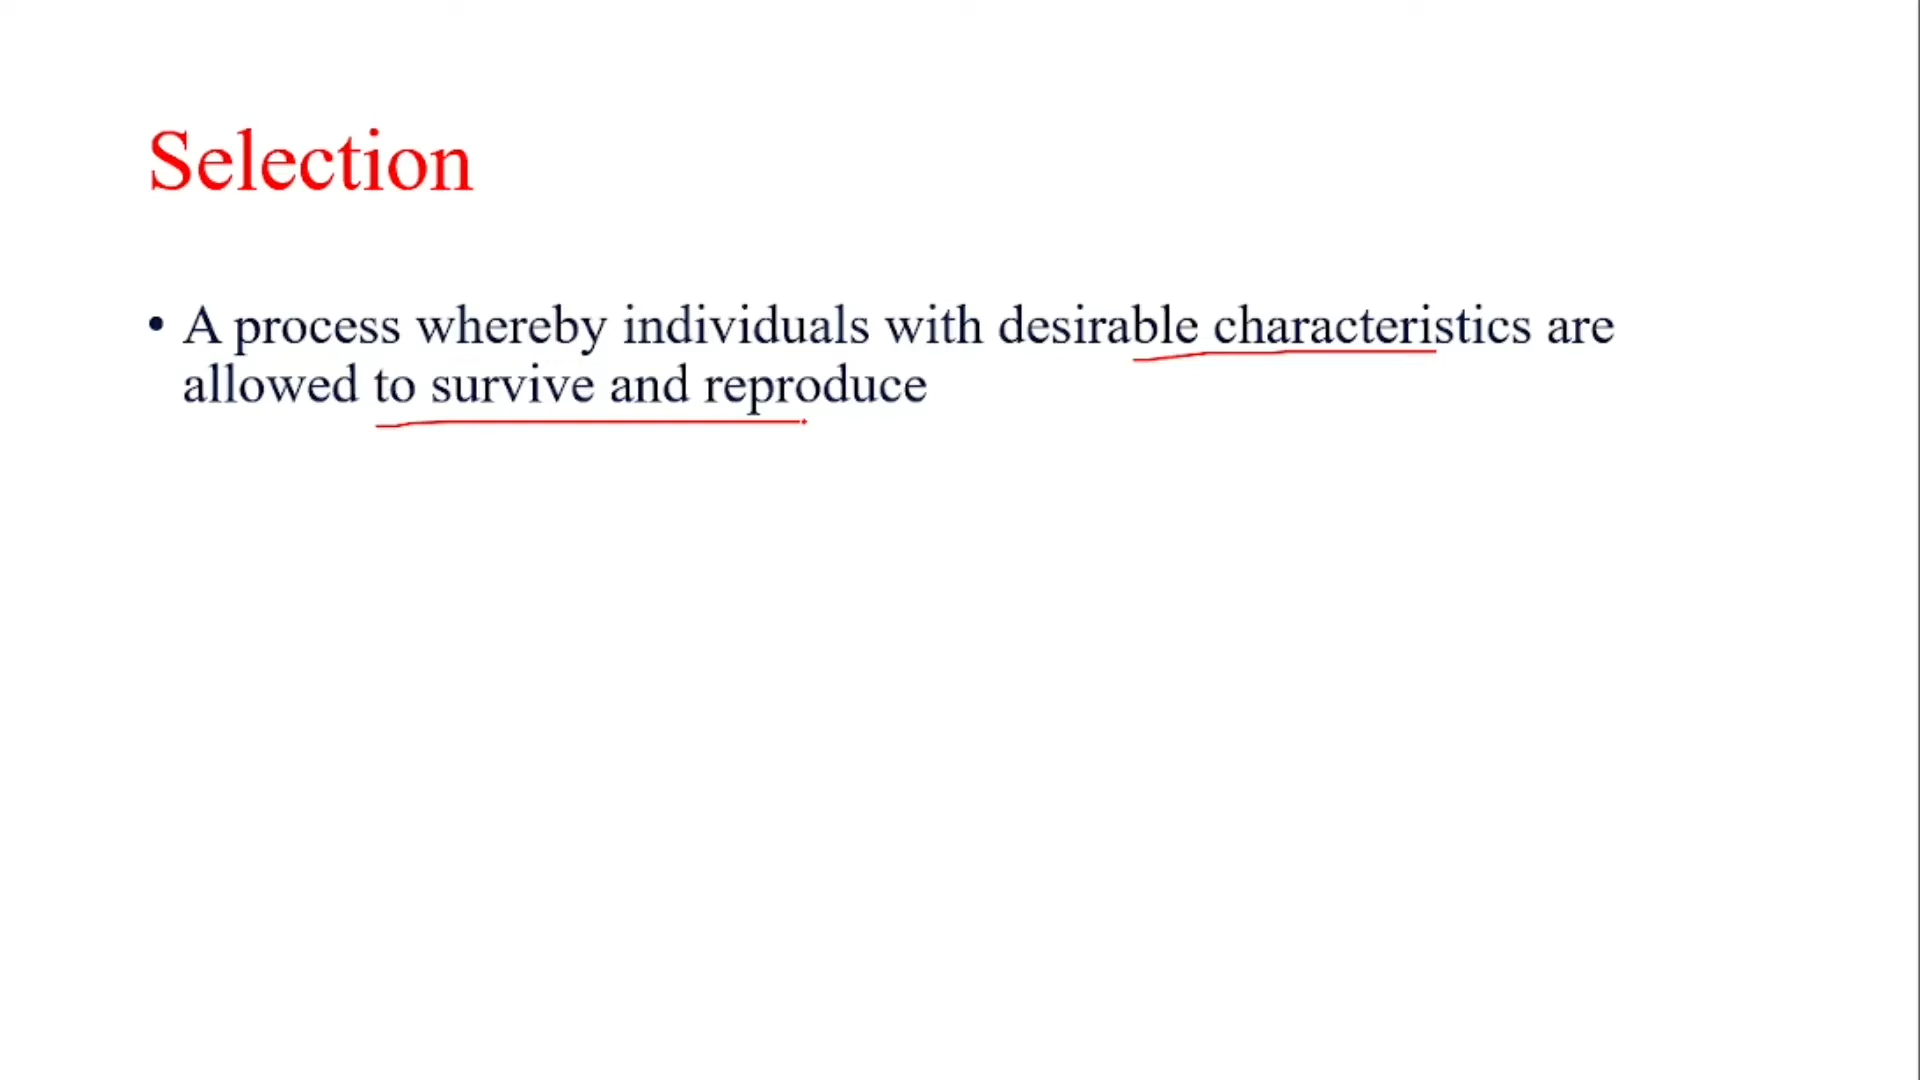 Selection
• A process whereby individuals with desirable characteristics are
allowed to survive and reproduce